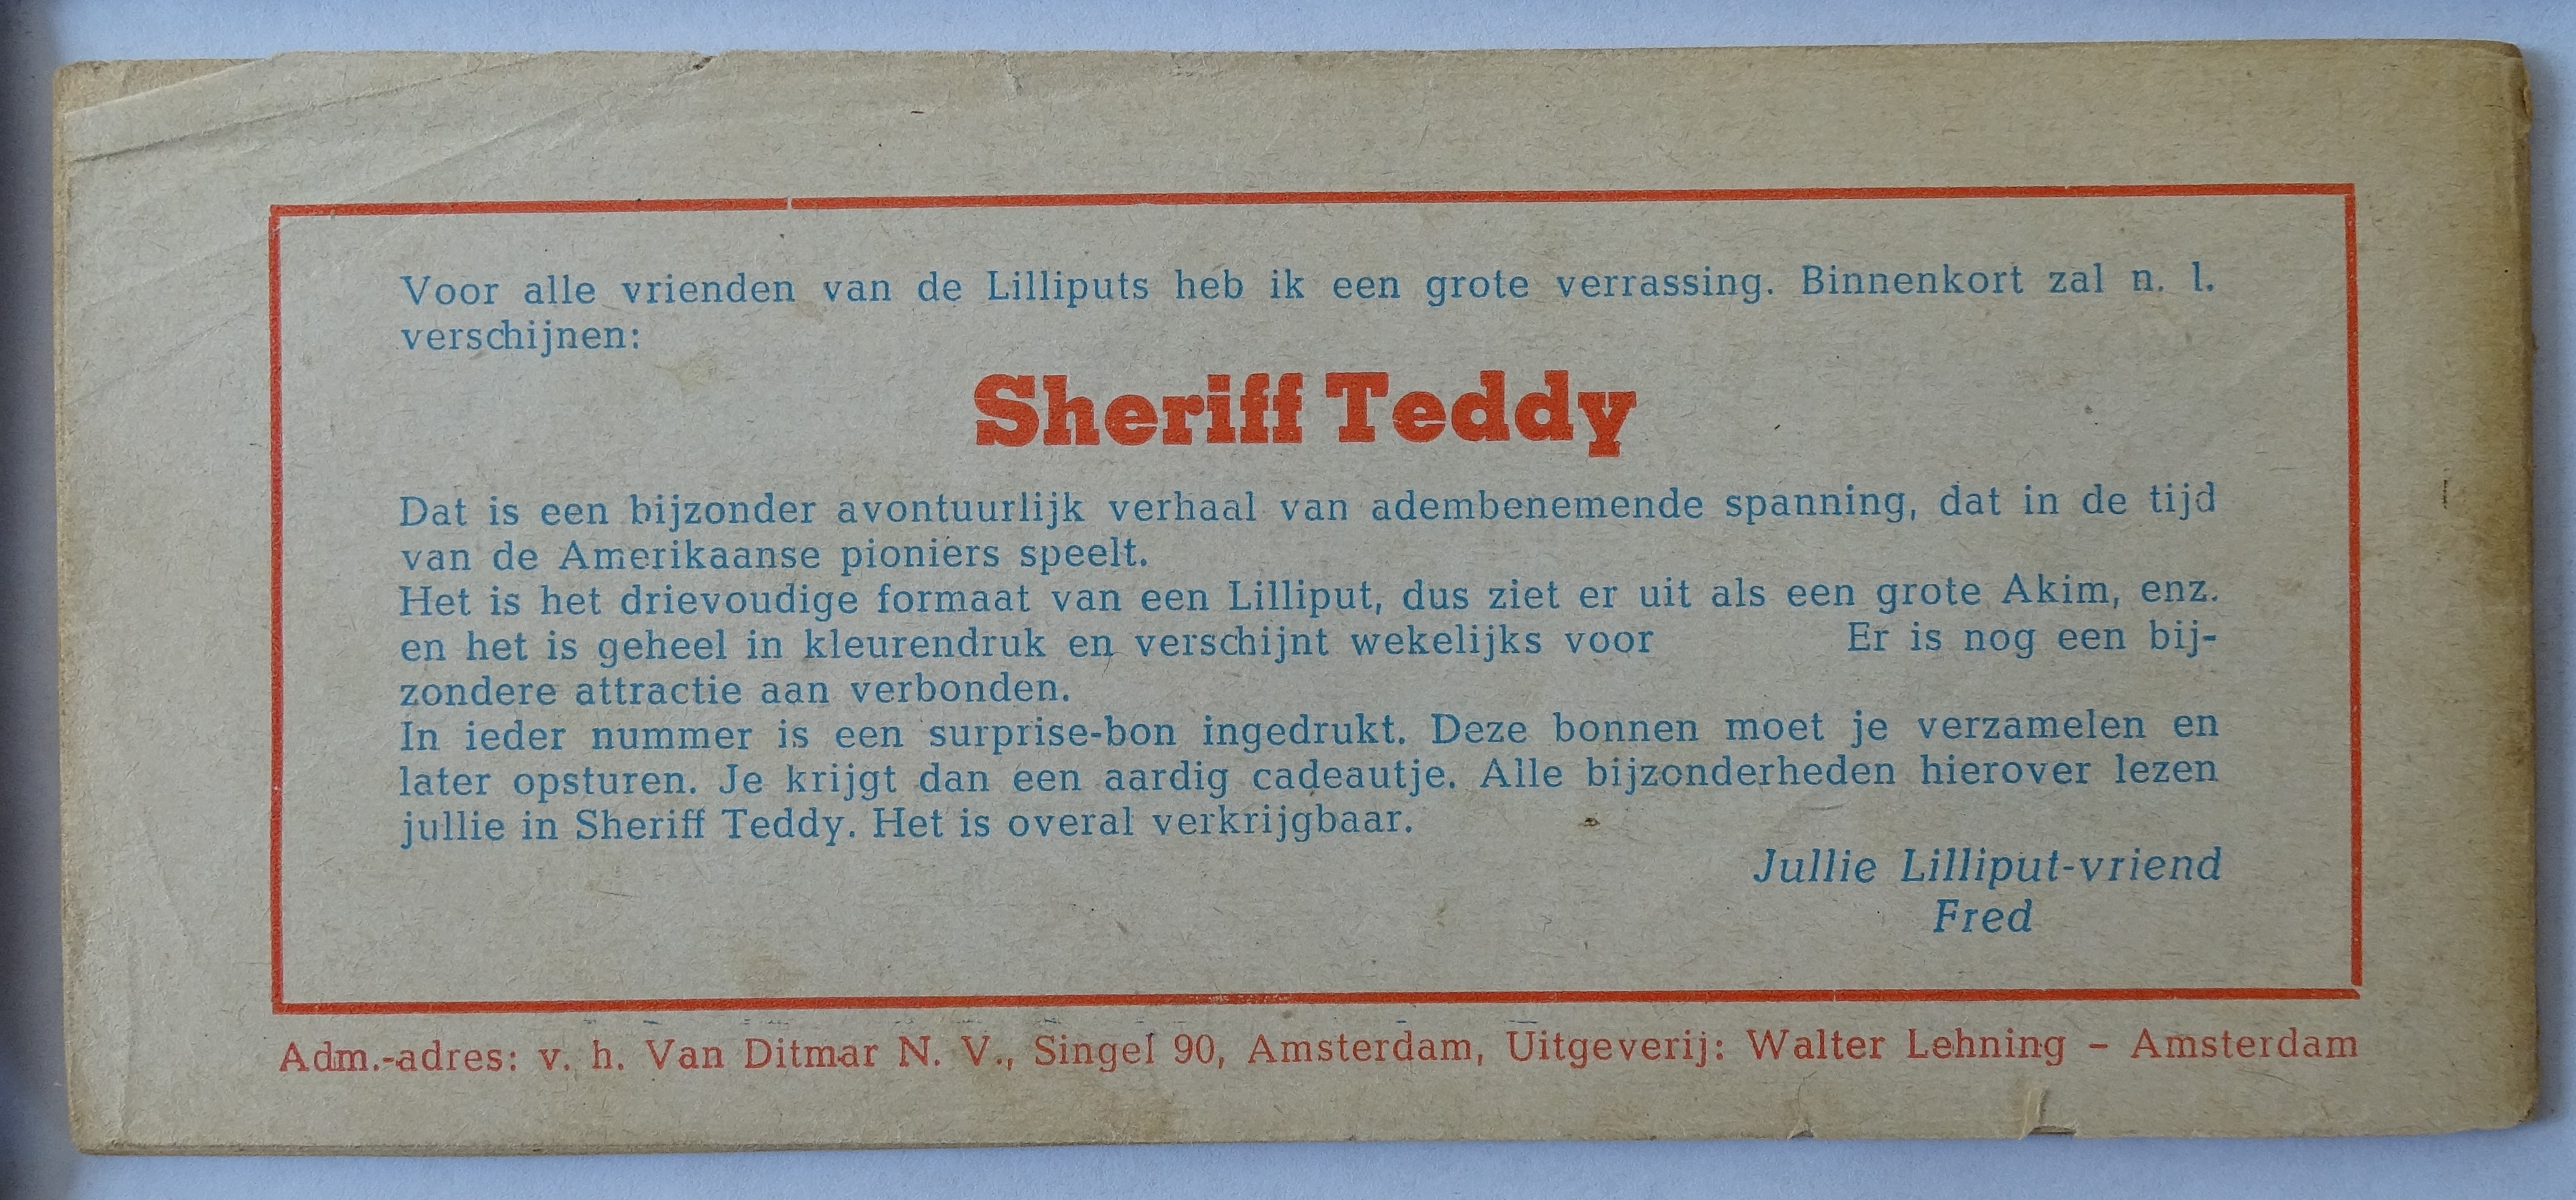 Voor alle vrienden van de Lilliputs heb ik een grote verrassing. Binnenkort zal n. l.
verschijnen:
Sheriff Teddy
Dat is een bijzonder avontuurlijk verhaal van adembenemende spanning, dat in de tijd
van de Amerikaanse pioniers speelt.
Het is het drievoudige formaat van een Lilliput, dus ziet er uit als een grote Akim, enz.
en het is geheel in kleurendruk en verschijnt wekelijks voor Er is nog een bij-
zondere attractie aan verbonden.
In ieder nummer is een surprise-bon ingedrukt. Deze bonnen moet je verzamelen en
later opsturen. Je krijgt dan een aardig cadeautje. Alle bijzonderheden hierover lezen
jullie in Sheriff Teddy. Het is overal verkrijgbaar.
Jullie Lilliput-vriend
Fred
Adm.-adres: v. h. Van Ditmar N. V., Singel 90, Amsterdam, Uitgeverij: Walter Lehning – Amsterdam